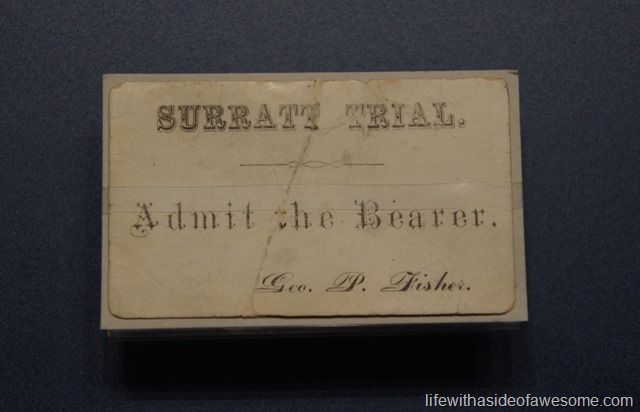 SURRATT TRIAL.
Admit the Bearer.
Geo. P. Fisher.
lifewithasideofawesome.com